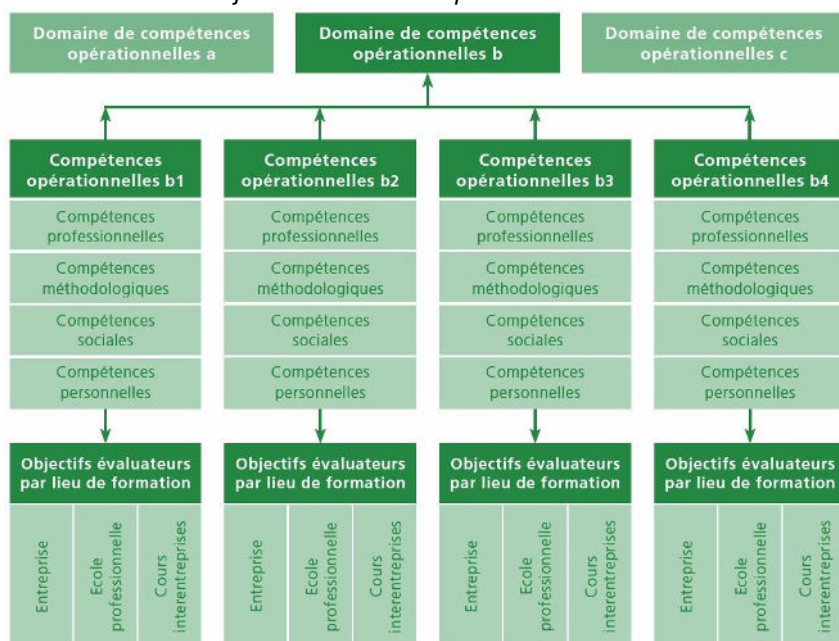 Domaine de compétences
opérationnelles a
Domaine de compétences
opérationnelles b
Domaine de compétences
opérationnelles c
Compétences
opérationnelles b1
Compétences
professionnelles
Compétences
méthodologiques
Compétences
sociales
Compétences
personnelles
Objectifs évaluateurs
par lieu de formation
Entreprise
Ecole
professionnelle
Cours
interentreprises
Compétences
opérationnelles b2
Compétences
professionnelles
Compétences
méthodologiques
Compétences
sociales
Compétences
personnelles
Objectifs évaluateurs
par lieu de formation
Entreprise
Ecole
professionnelle
Cours
interentreprises
Compétences
opérationnelles b3
Compétences
professionnelles
Compétences
méthodologiques
Compétences
sociales
Compétences
personnelles
Objectifs évaluateurs
par lieu de formation
Entreprise
Ecole
professionnelle
Cours
interentreprises
Compétences
opérationnelles b4
Compétences
professionnelles
Compétences
méthodologiques
Compétences
sociales
Compétences
personnelles
Objectifs évaluateurs
par lieu de formation
Entreprise
Ecole
professionnelle
Cours
interentreprises